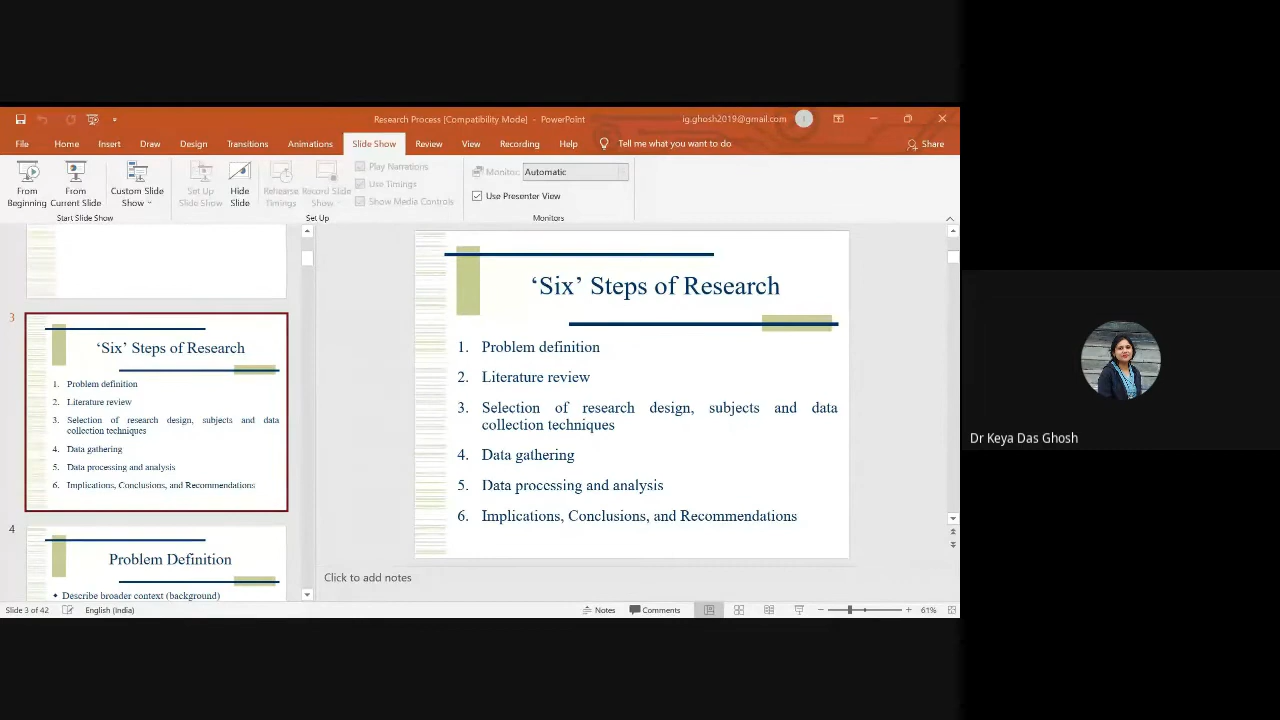 Research Process [Compatibility Mode] - PowerPoint
ig.ghosh2019@gmail.com
I
File Home Insert Draw Design Transitions Animations Slide Show Review View Recording Help Tell me what you want to do
Share
From Beginning
From Current Slide
Custom Slide Show
Set Up Slide Show
Hide Slide
Rehearse Timings
Record Slide Show
Play Narrations
Use Timings
Show Media Controls
Monitor: Automatic
Use Presenter View
Start Slide Show
Set Up
Monitors
3
‘Six’ Steps of Research
1. Problem definition
2. Literature review
3. Selection of research design, subjects and data
collection techniques
4. Data gathering
5. Data processing and analysis
6. Implications, Conclusions, and Recommendations
4
Problem Definition
Describe broader context (background)
‘Six’ Steps of Research
1. Problem definition
2. Literature review
3. Selection of research design, subjects and data
collection techniques
4. Data gathering
5. Data processing and analysis
6. Implications, Conclusions, and Recommendations
Click to add notes
Slide 3 of 42
English (India)
Notes
Comments
61%
Dr Keya Das Ghosh